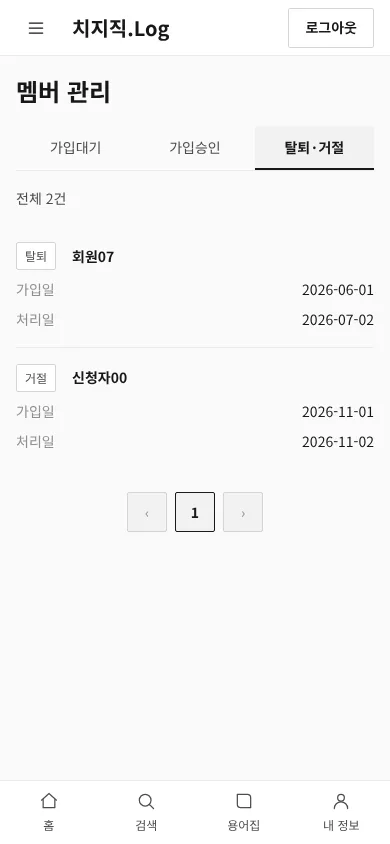 치지직.Log
로그아웃
멤버 관리
가입대기 가입승인 탈퇴·거절
전체 2건
탈퇴 회원07
가입일 2026-06-01
처리일 2026-07-02
거절 신청자00
가입일 2026-11-01
처리일 2026-11-02
‹ 1 ›
홈 검색 용어집 내 정보